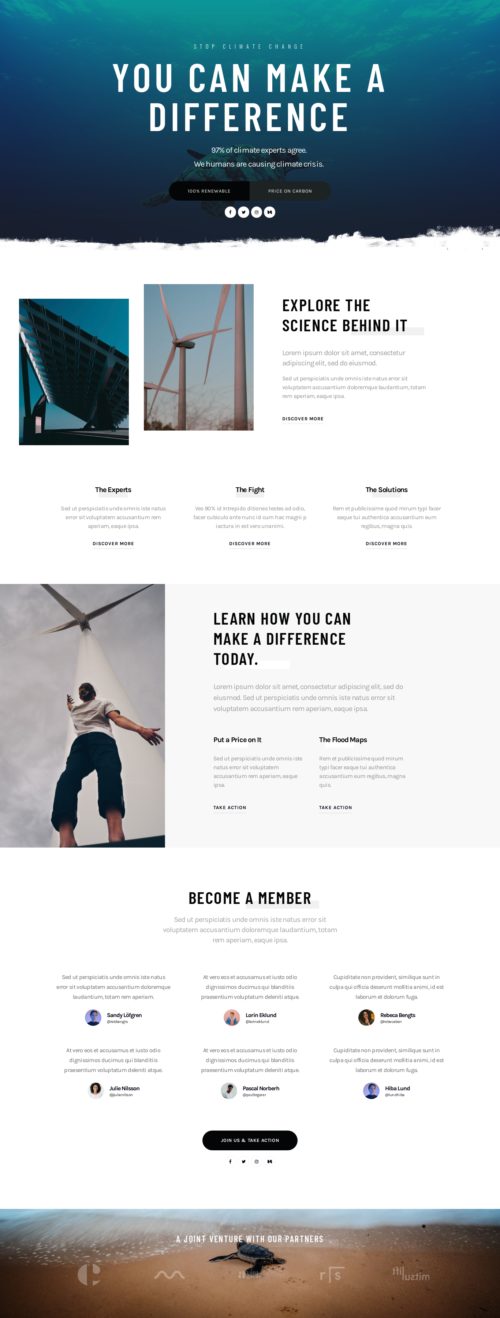 STOP CLIMATE CHANGE
YOU CAN MAKE A
DIFFERENCE
97% of climate experts agree.
We humans are causing climate crisis.
100% RENEWABLE
PRICE ON CARBON
EXPLORE THE
SCIENCE BEHIND IT
Lorem ipsum dolor sit amet, consectetur
adipiscing elit, sed do eiusmod.
Sed ut perspiciatis unde omnis iste natus error sit
voluptatem accusantium doloremque laudantium, totam
rem aperiam, eaque ipsa.
DISCOVER MORE
The Experts
Sed ut perspiciatis unde omnis iste natus
error sit voluptatem accusantium rem
aperiam, eaque ipsa.
DISCOVER MORE
The Fight
Veo 90% id intrepido dibonec testes ad odio,
facer cubiculo ante nunc id eum hac magni p
lectura in est vero unanimi.
DISCOVER MORE
The Solutions
Rem et publicissime quod mirum typi facer
eaque tui authentica accusantium eum
regibus, magna quis.
DISCOVER MORE
LEARN HOW YOU CAN
MAKE A DIFFERENCE
TODAY.
Lorem ipsum dolor sit amet, consectetur adipiscing elit, sed do
eiusmod. Sed ut perspiciatis unde omnis iste natus error sit
voluptatem accusantium doloremque laudantium, totam rem aperiam, eaque ipsa.
Put a Price on It
Sed ut perspiciatis unde omnis iste
natus error sit voluptatem
accusantium rem aperiam, eaque
ipsa.
TAKE ACTION
The Flood Maps
Rem et publicissime quod mirum
typi facer eaque tui authentica
accusantium eum regibus, magna
quis.
TAKE ACTION
BECOME A MEMBER
Sed ut perspiciatis unde omnis iste natus error sit
voluptatem accusantium doloremque laudantium, totam
rem aperiam, eaque ipsa.
Sed ut perspiciatis unde omnis iste natus
error sit voluptatem accusantium doloremque
laudantium, totam rem aperiam.
Sandy Löfgren
At vero eos et accusamus et iusto odio
dignissimos ducimus qui blanditiis
praesentium voluptatum deleniti atque.
Lorin Eklund
Cupiditate non provident, similique sunt in
culpa qui officia deserunt mollitia animi, id est
laborum et dolorum fuga.
Rebeca Bengts
At vero eos et accusamus et iusto odio
dignissimos ducimus qui blanditiis
praesentium voluptatum deleniti atque.
Julie Nilsson
@julienilson
At vero eos et accusamus et iusto odio
dignissimos ducimus qui blanditiis
praesentium voluptatum deleniti atque.
Pascal Norberh
Cupiditate non provident, similique sunt in
culpa qui officia deserunt mollitia animi, id est
laborum et dolorum fuga.
Hiba Lund
JOIN US & TAKE ACTION
A JOINT VENTURE WITH OUR PARTNERS